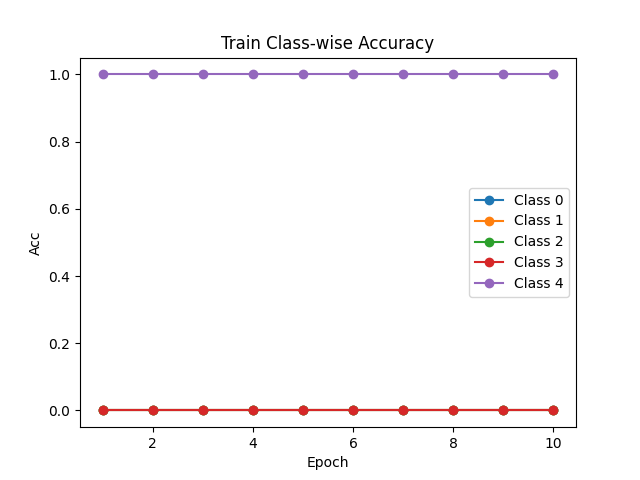 Train Class-wise Accuracy
1.0
0.8
0.6
0.4
0.2
0.0
Acc
Class 0
Class 1
Class 2
Class 3
Class 4
2 4 6 8 10
Epoch